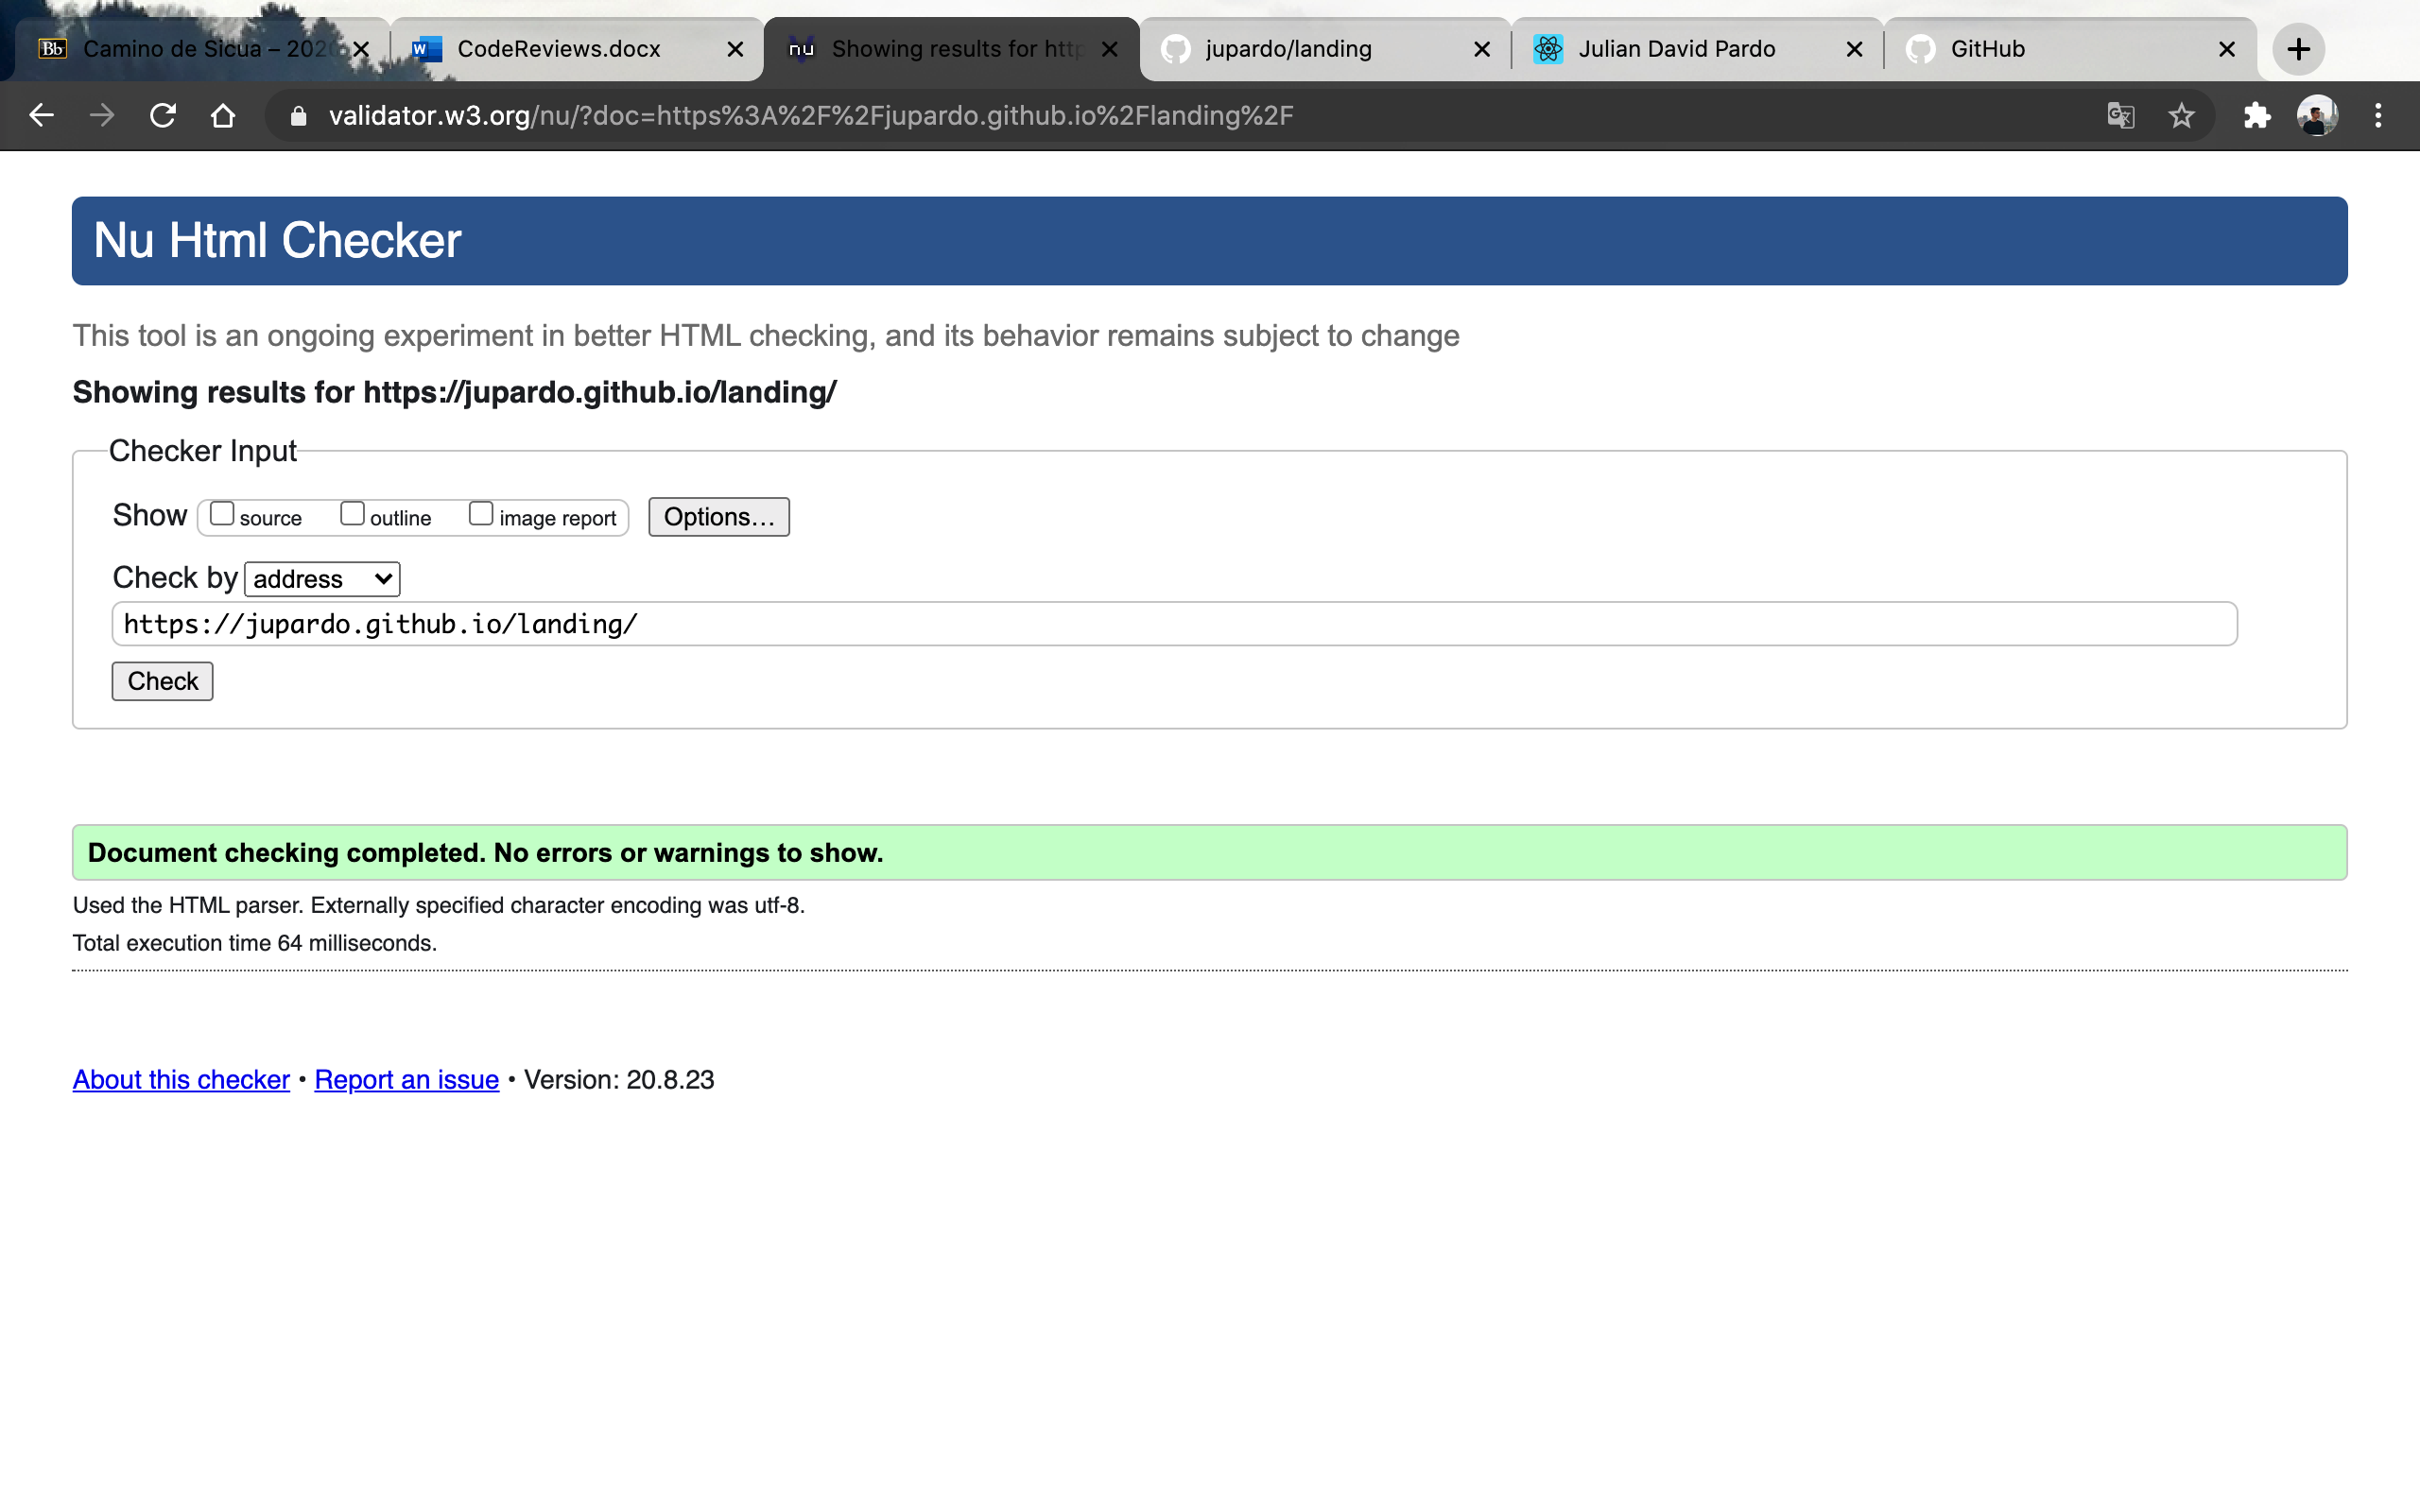 Bb Camino de Sicua – 202
CodeReviews.docx
nu Showing results for http
jupardo/landing
Julian David Pardo
GitHub
validator.w3.org/nu/?doc=https%3A%2F%2Fjupardo.github.io%2Flanding%2F
Nu Html Checker
This tool is an ongoing experiment in better HTML checking, and its behavior remains subject to change
Showing results for https://jupardo.github.io/landing/
Checker Input
Show source outline image report Options...
Check by address
https://jupardo.github.io/landing/
Check
Document checking completed. No errors or warnings to show.
Used the HTML parser. Externally specified character encoding was utf-8.
Total execution time 64 milliseconds.
About this checker • Report an issue • Version: 20.8.23